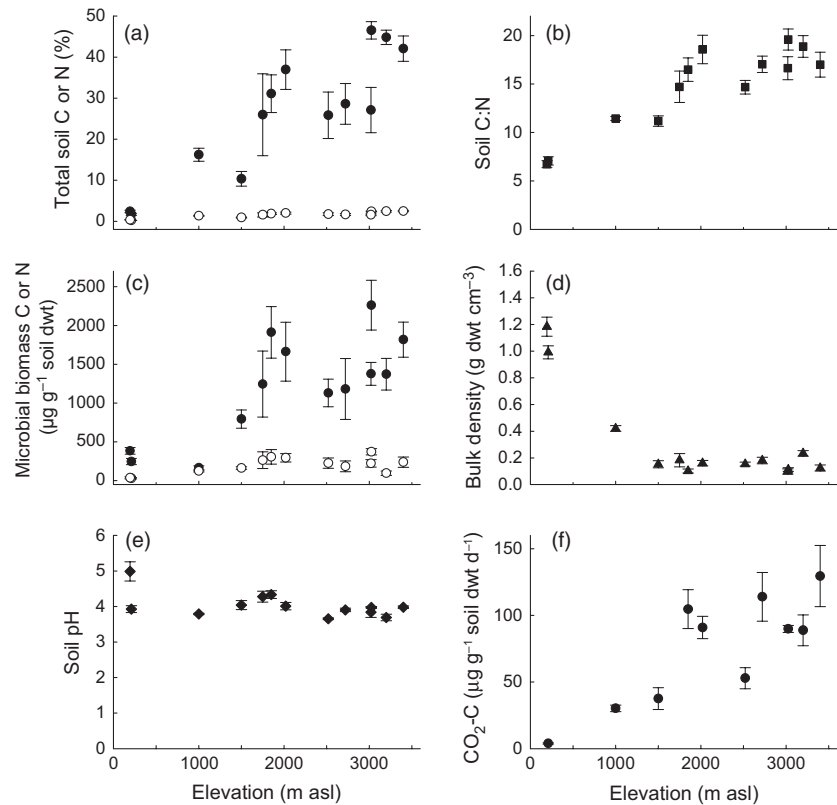 (a)
Total soil C or N (%)
50
40
30
20
10
0
(b)
Soil C:N
20
15
10
5
0
(c)
Microbial biomass C or N
(µg g⁻¹ soil dwt)
2500
2000
1500
1000
500
0
(d)
Bulk density (g dwt cm⁻³)
1.6
1.4
1.2
1.0
0.8
0.6
0.4
0.2
0.0
(e)
Soil pH
6
5
4
3
2
1
0
0 1000 2000 3000
Elevation (m asl)
(f)
CO₂-C (µg g⁻¹ soil dwt d⁻¹)
150
100
50
0
0 1000 2000 3000
Elevation (m asl)